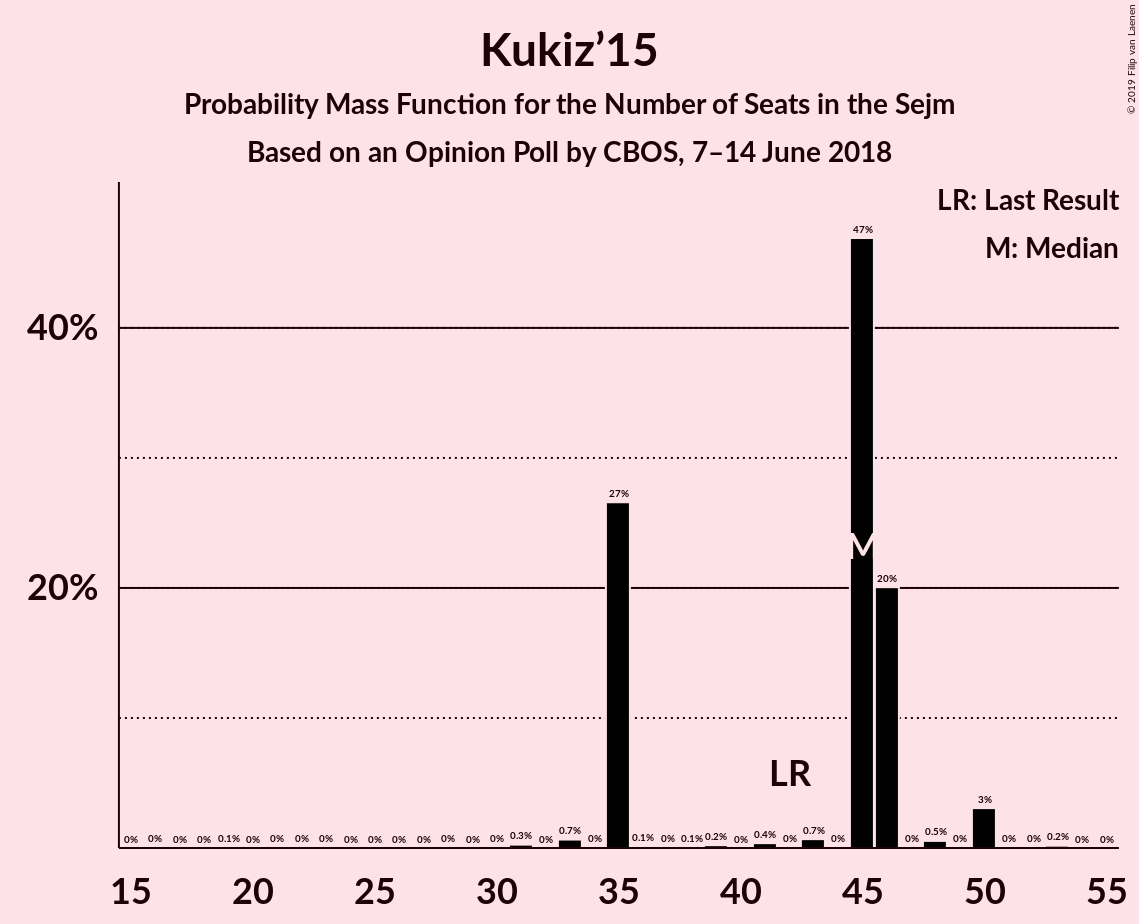 Kukiz’15
Probability Mass Function for the Number of Seats in the Sejm
Based on an Opinion Poll by CBOS, 7–14 June 2018
© 2019 Filip van Laenen
LR: Last Result
M: Median
40%
20%
47%
27%
M
20%
LR
3%
0% 0% 0% 0% 0.1% 0% 0% 0% 0% 0% 0% 0% 0% 0% 0% 0% 0.3% 0% 0.7% 0% 0.1% 0% 0.1% 0.2% 0% 0.4% 0% 0.7% 0% 0% 0.5% 0% 0% 0% 0.2% 0% 0%
15 20 25 30 35 40 45 50 55